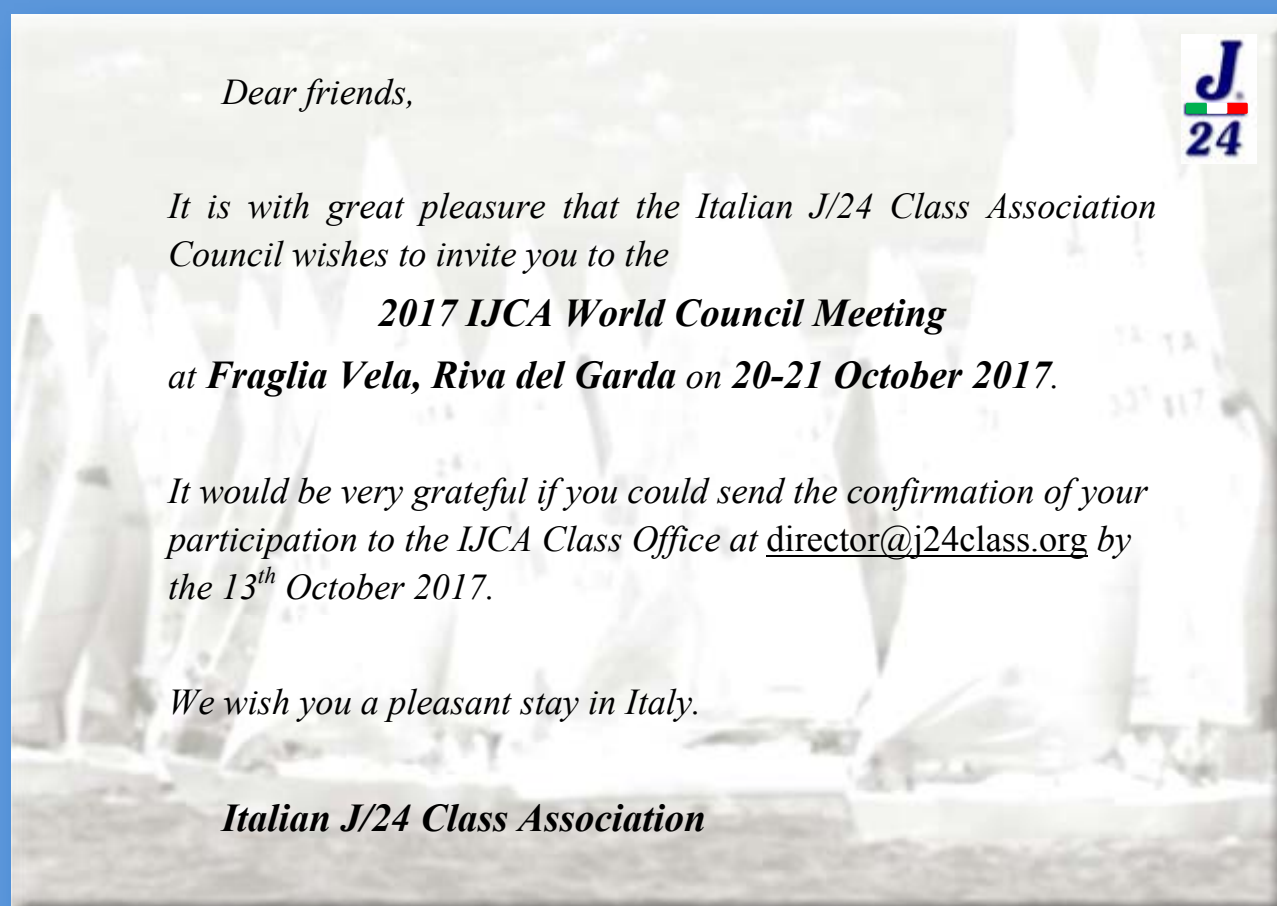 J
24
Dear friends,
It is with great pleasure that the Italian J/24 Class Association
Council wishes to invite you to the
2017 IJCA World Council Meeting
at Fraglia Vela, Riva del Garda on 20-21 October 2017.
It would be very grateful if you could send the confirmation of your
participation to the IJCA Class Office at director@j24class.org by
the 13th October 2017.
We wish you a pleasant stay in Italy.
Italian J/24 Class Association